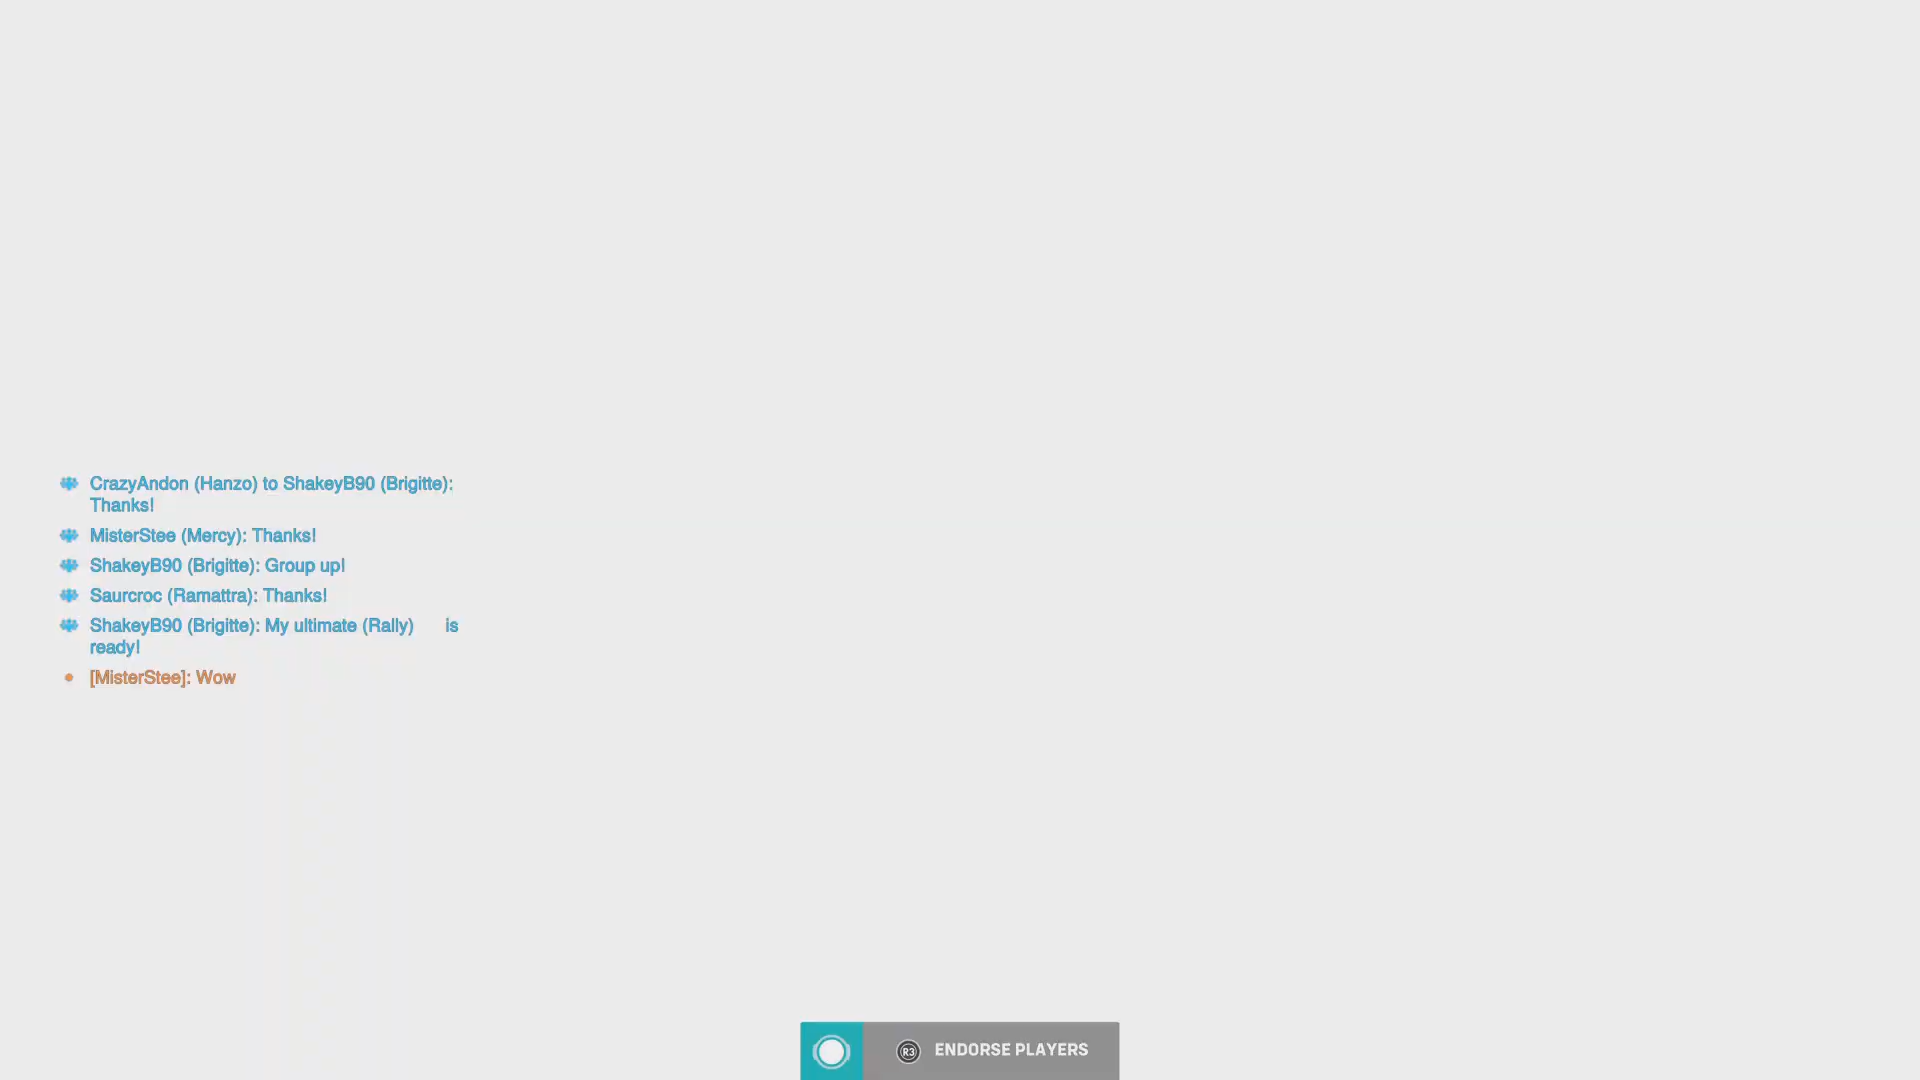 CrazyAndon (Hanzo) to ShakeyB90 (Brigitte):
Thanks!
MisterStee (Mercy): Thanks!
ShakeyB90 (Brigitte): Group up!
Saurcroc (Ramattra): Thanks!
ShakeyB90 (Brigitte): My ultimate (Rally) is
ready!
[MisterStee]: Wow
R3 ENDORSE PLAYERS